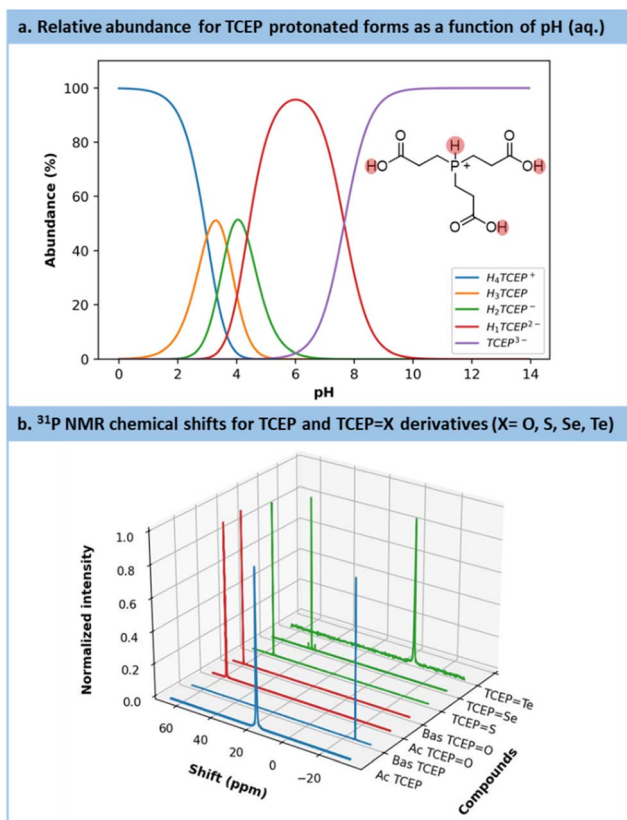 a. Relative abundance for TCEP protonated forms as a function of pH (aq.)
100
80
60
40
20
0
Abundance (%)
0 2 4 6 8 10 12 14
pH
H
O
O
HO
P
+
OH
O
OH
H₄TCEP⁺
H₃TCEP
H₂TCEP⁻
H₁TCEP²⁻
TCEP³⁻
b. ³¹P NMR chemical shifts for TCEP and TCEP=X derivatives (X= O, S, Se, Te)
1.0
0.8
0.6
0.4
0.2
0.0
Normalized intensity
60
40
20
0
−20
Shift (ppm)
TCEP=Te
TCEP=Se
TCEP=S
Bas TCEP=O
Ac TCEP=O
Bas TCEP
Ac TCEP
Compounds